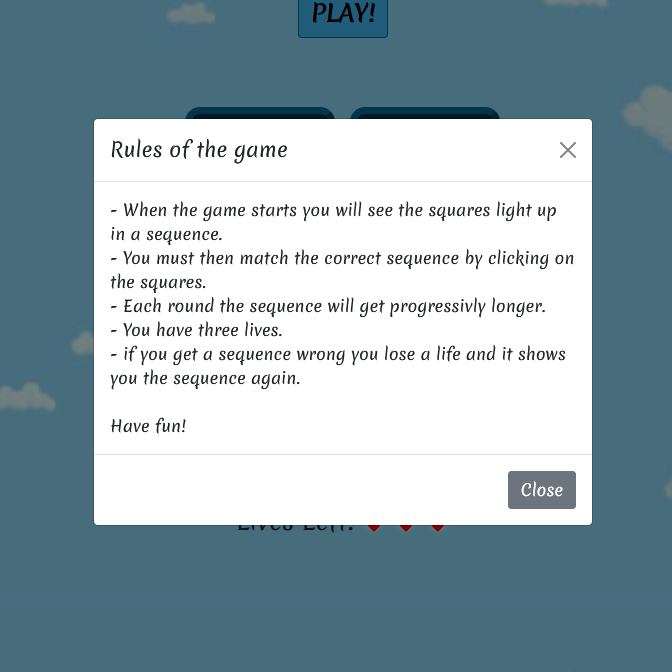 PLAY!
Rules of the game
- When the game starts you will see the squares light up
in a sequence.
- You must then match the correct sequence by clicking on
the squares.
- Each round the sequence will get progressivly longer.
- You have three lives.
- if you get a sequence wrong you lose a life and it shows
you the sequence again.
Have fun!
Close
Lives Left: